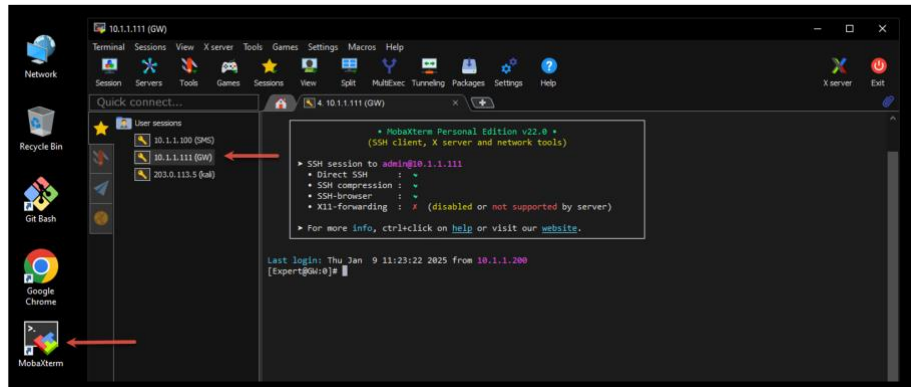 10.1.1.111 (GW)
Terminal Sessions View X server Tools Games Settings Macros Help
Session Servers Tools Games Sessions View Split MultiExec Tunneling Packages Settings Help X server Exit
Quick connect...
4. 10.1.1.111 (GW)
User sessions
10.1.1.100 (SMS)
10.1.1.111 (GW)
203.0.113.5 (kali)
• MobaXterm Personal Edition v22.0 •
(SSH client, X server and network tools)
► SSH session to admin@10.1.1.111
• Direct SSH :
• SSH compression :
• SSH-browser :
• X11-forwarding : ✗ (disabled or not supported by server)
► For more info, ctrl+click on help or visit our website.
Last login: Thu Jan 9 11:23:22 2025 from 10.1.1.200
[Expert@GW:0]#
Network
Recycle Bin
Git Bash
Google
Chrome
MobaXterm